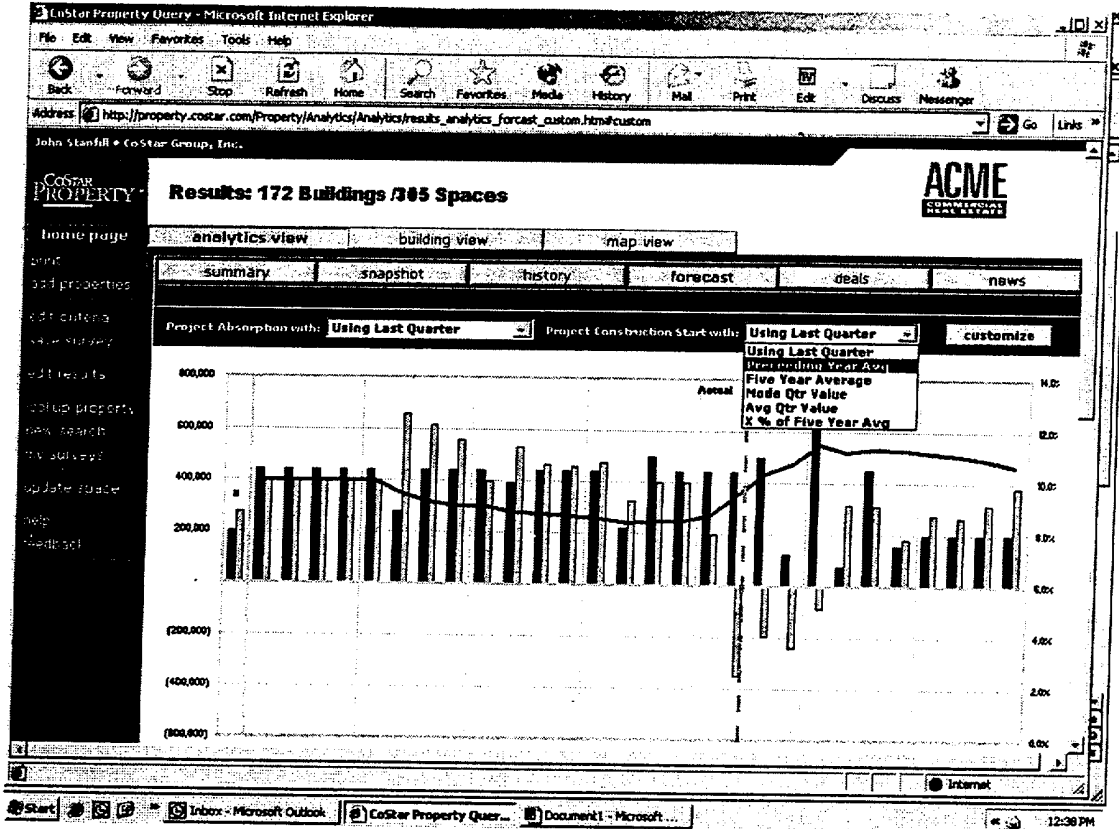 CoStar Property Query - Microsoft Internet Explorer
File Edit View Favorites Tools Help
Back Forward Stop Refresh Home Search Favorites Media History Mail Print Edit Discuss Messenger
Address http://property.costar.com/Property/Analytics/Analytics/results_analytics_forcast_custom.htm#custom Go Links »
John Stanfill • CoStar Group, Inc.
COSTAR
PROPERTY
Results: 172 Buildings /385 Spaces
ACME
COMMERCIAL
REAL ESTATE
home page
analytics view building view map view
print
add properties
edit criteria
save survey
edit results
lookup property
new search
my surveys
update space
help
feedback
summary snapshot history forecast deals news
Project Absorption with: Using Last Quarter Project Construction Start with: Using Last Quarter customize
Using Last Quarter
Preceeding Year Avg
Five Year Average
Mode Qtr Value
Avg Qtr Value
X % of Five Year Avg
Actual
800,000
600,000
400,000
200,000
-
(200,000)
(400,000)
(600,000)
14.0%
12.0%
10.0%
8.0%
6.0%
4.0%
2.0%
0.0%
Internet
Start » Inbox - Microsoft Outlook CoStar Property Quer... Document1 - Microsoft ... « 12:38 PM